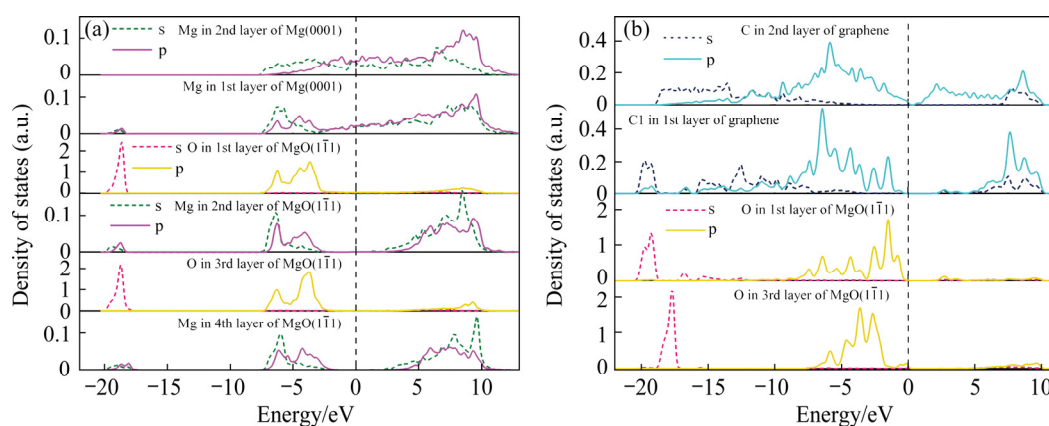 (a)
s Mg in 2nd layer of Mg(0001)
p
0.1
0
Mg in 1st layer of Mg(0001)
0.1
0
s O in 1st layer of MgO(11̄1)
p
2
1
0
s Mg in 2nd layer of MgO(11̄1)
p
0.1
0
O in 3rd layer of MgO(11̄1)
2
1
0
Mg in 4th layer of MgO(11̄1)
0.1
0
Density of states (a.u.)
−20 −15 −10 −5 0 5 10
Energy/eV
(b)
C in 2nd layer of graphene s
p
0.4
0.2
0
C1 in 1st layer of graphene
0.4
0.2
0
s O in 1st layer of MgO(11̄1)
p
2
1
0
O in 3rd layer of MgO(11̄1)
2
1
0
Density of states (a.u.)
−20 −15 −10 −5 0 5 10
Energy/eV